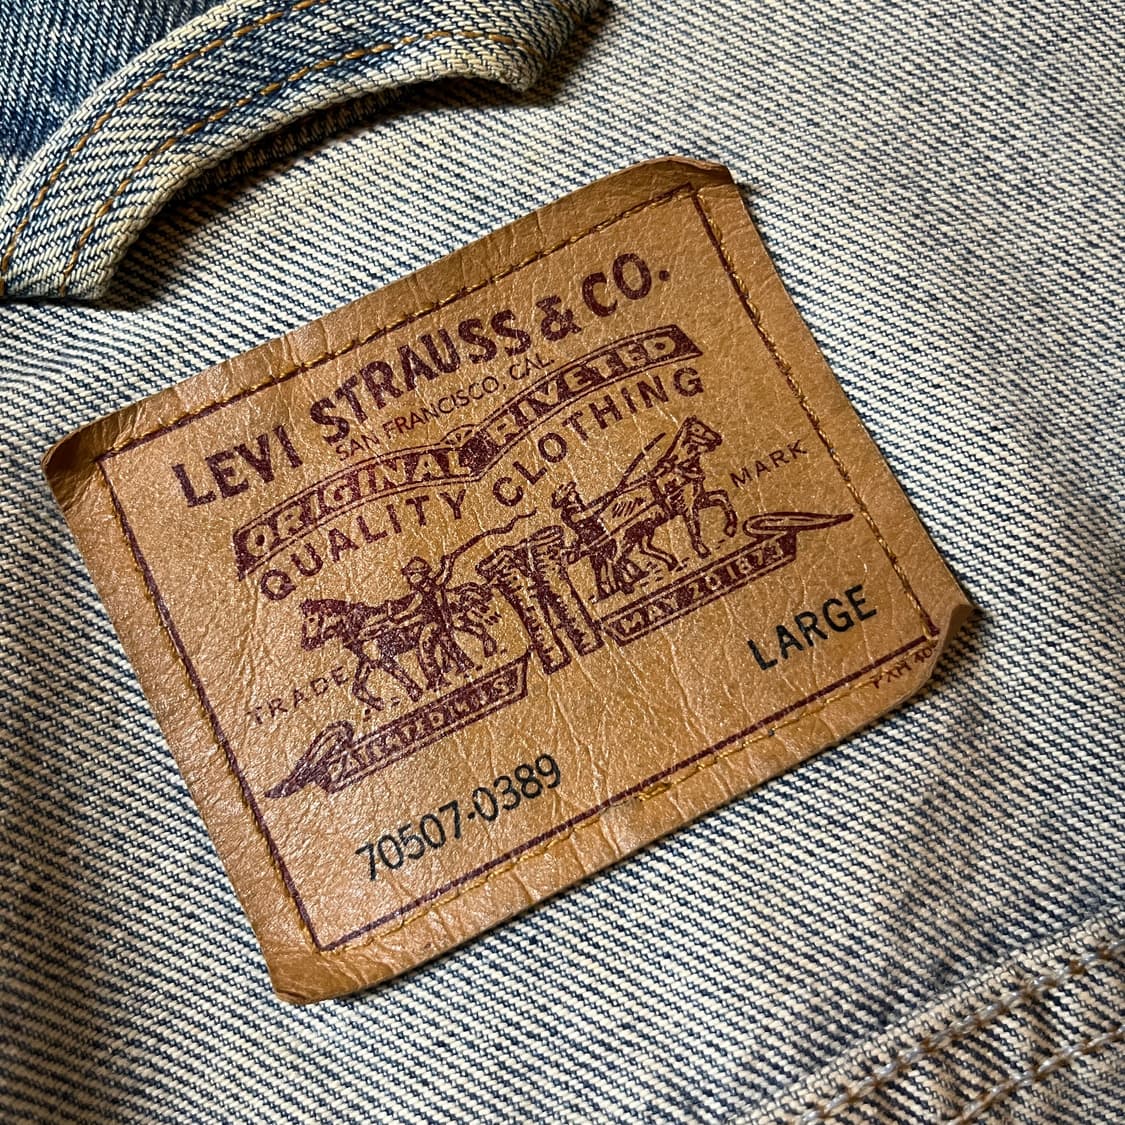 LEVI STRAUSS & CO.
SAN FRANCISCO, CAL
ORIGINAL RIVETED
QUALITY CLOTHING
TRADE MARK
MAY 20 1873
LARGE
70507-0389